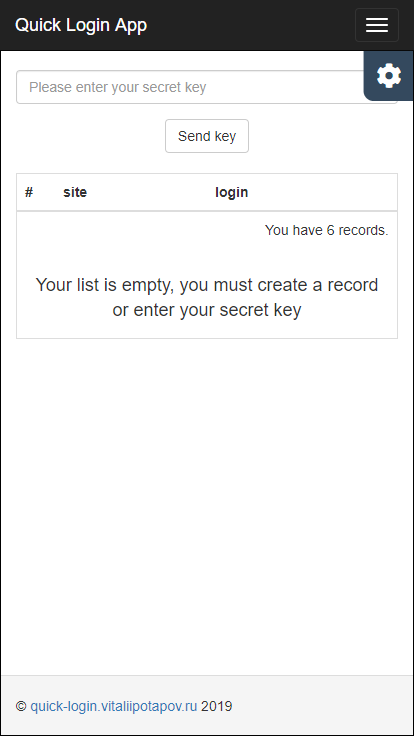 Quick Login App
Please enter your secret key
Send key
# site login
You have 6 records.
Your list is empty, you must create a record
or enter your secret key
© quick-login.vitaliipotapov.ru 2019